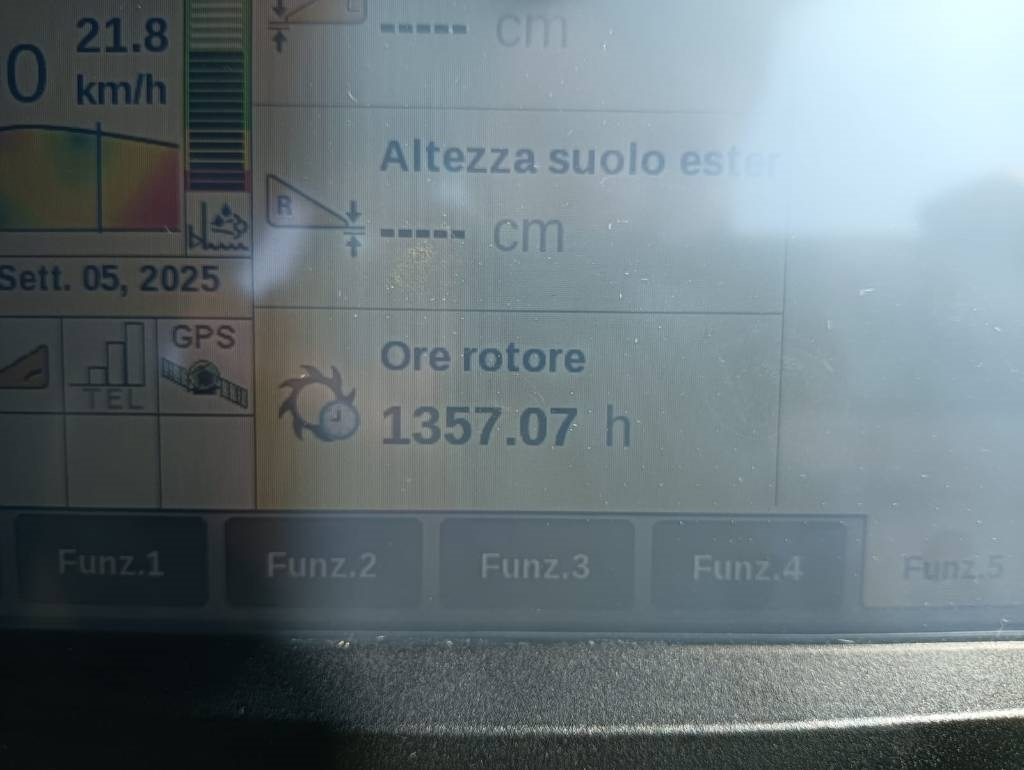 ----- cm
21.8
0
km/h
Altezza suolo ester
R
----- cm
Sett. 05, 2025
GPS
TEL
Ore rotore
1357.07 h
Funz.1
Funz.2
Funz.3
Funz.4
Funz.5